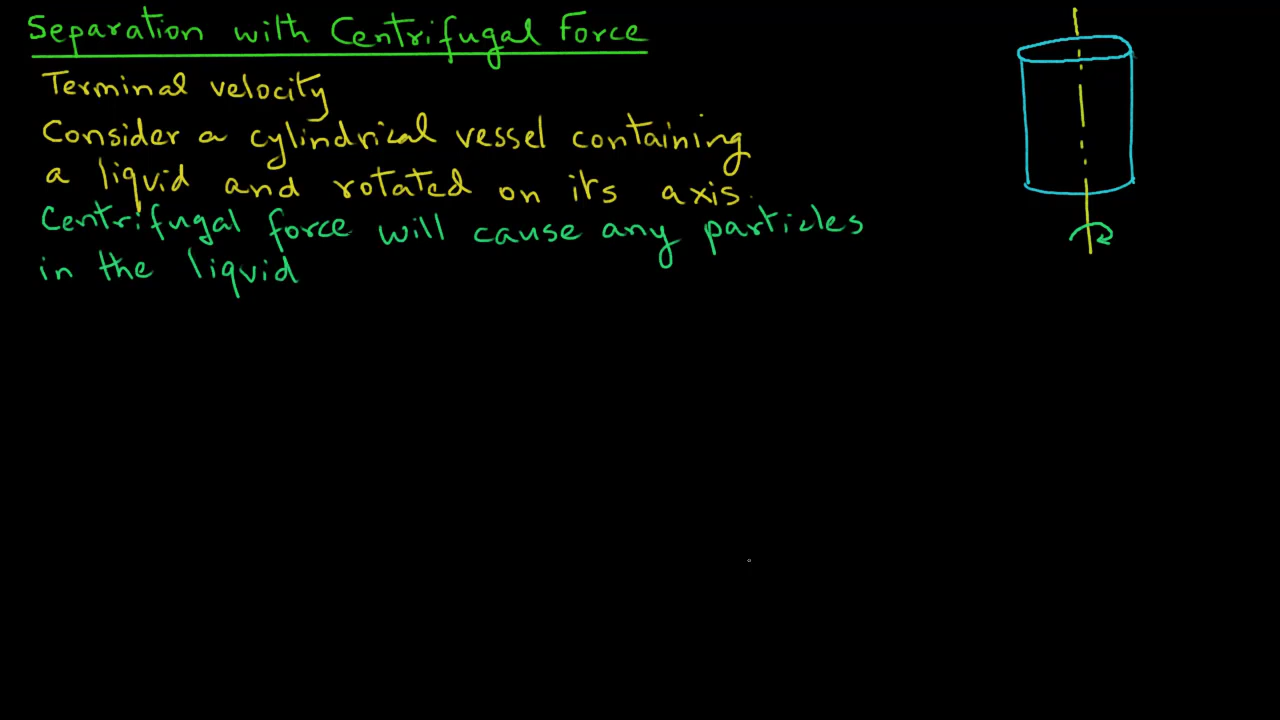 Separation with Centrifugal Force
Terminal velocity
Consider a cylindrical vessel containing
a liquid and rotated on its axis.
Centrifugal force will cause any particles
in the liquid